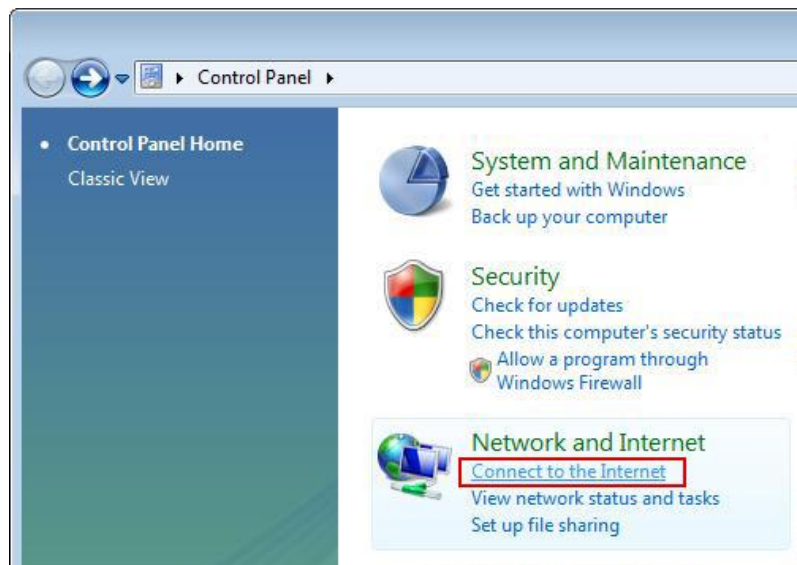 Control Panel
Control Panel Home
Classic View
System and Maintenance
Get started with Windows
Back up your computer
Security
Check for updates
Check this computer's security status
Allow a program through
Windows Firewall
Network and Internet
Connect to the Internet
View network status and tasks
Set up file sharing